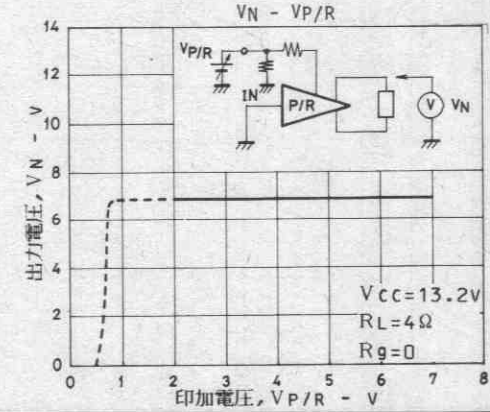 VN - VP/R
14
12
10
8
6
4
2
0
出力電圧, VN - V
VP/R
IN
P/R
V
VN
VCC=13.2V
RL=4Ω
Rg=0
0 1 2 3 4 5 6 7 8
印加電圧, VP/R - V